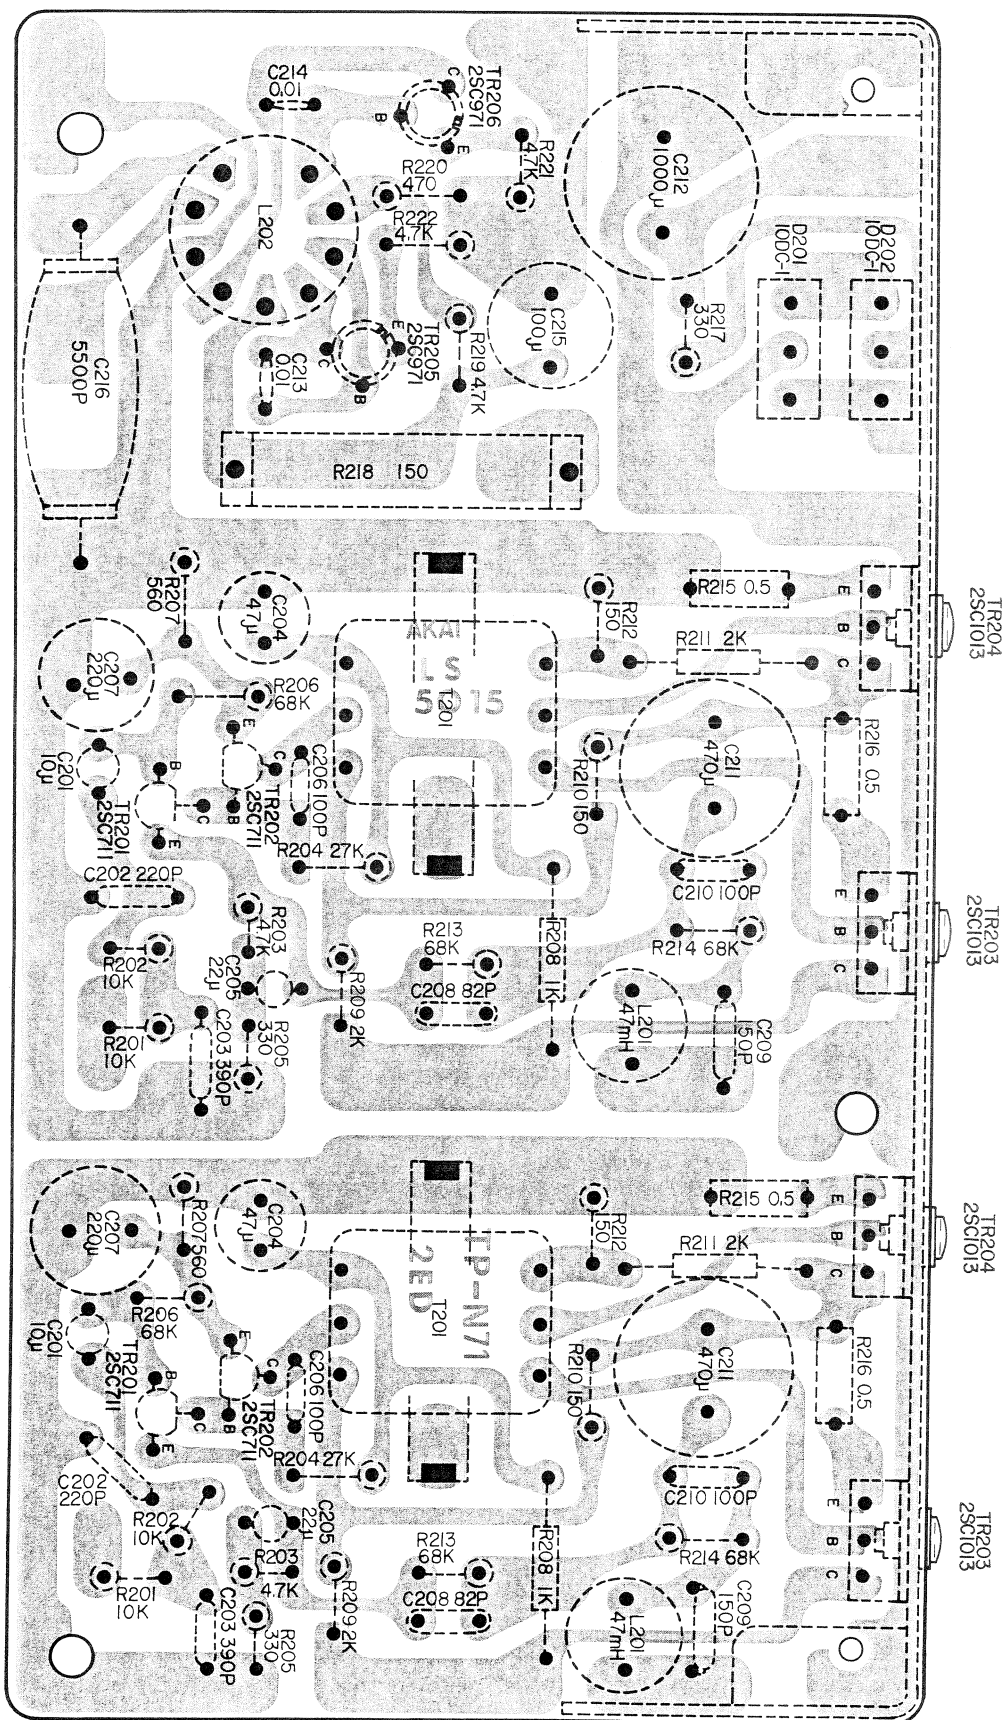 C214
0.01
TR206
2SC971
C
B
E
R221
47K
C212
1000μ
R220
470
R222
4.7K
L202
D202
10DC-1
D201
10DC-1
R217
330
C215
100μ
R219 4.7K
TR205
2SC971
E
C
B
C213
0.01
C216
5500P
R218 150
TR204
2SC1013
E
B
C
R215 0.5
R212
150
R211 2K
R207
560
C204
47μ
AKAI
LS
5015
T201
C207
220μ
R206
68K
C211
470μ
R216 0.5
R210 150
C201
10μ
TR201
2SC711
B
C
E
TR202
2SC711
E
C
B
C206 100P
R204 27K
C202 220P
C210 100P
TR203
2SC1013
E
B
C
R203
4.7K
R202
10K
C205
22μ
R213
68K
C208 82P
R208 1K
R214 68K
R209 2K
L201
47mH
C209
150P
R201
10K
C203 390P
R205
330
TR204
2SC1013
E
B
C
R215 0.5
R212
150
R211 2K
R207 560
C204
47μ
C207
220μ
TP-N71
2ED
T201
R206
68K
C201
10μ
C211
470μ
R216 0.5
R210 150
TR201
2SC711
B
C
E
TR202
2SC711
E
C
B
C206 100P
R204 27K
C202
220P
C210 100P
TR203
2SC1013
E
B
C
R202
10K
C205
22μ
R203
4.7K
R213
68K
C208 82P
R208 1K
R214 68K
R209 2K
L201
47mH
C209
150P
R201
10K
C203 390P
R205
330